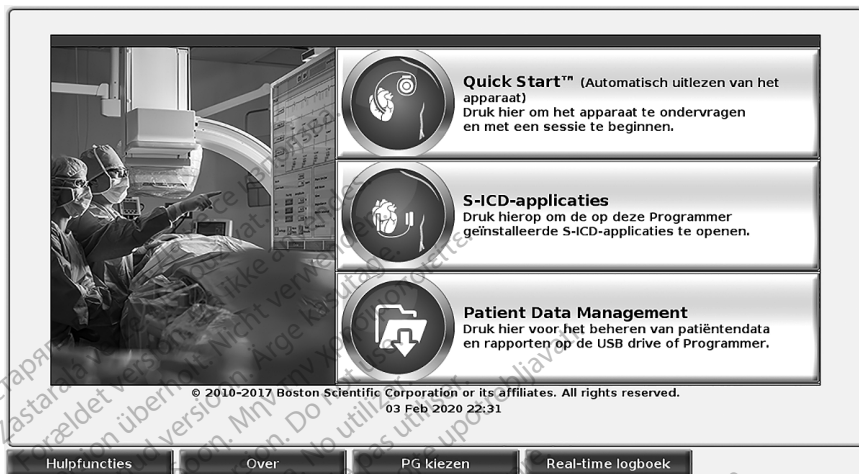 Quick Start™ (Automatisch uitlezen van het
apparaat)
Druk hier om het apparaat te ondervragen
en met een sessie te beginnen.
S-ICD-applicaties
Druk hierop om de op deze Programmer
geïnstalleerde S-ICD-applicaties te openen.
Patient Data Management
Druk hier voor het beheren van patiëntendata
en rapporten op de USB drive of Programmer.
© 2010-2017 Boston Scientific Corporation or its affiliates. All rights reserved.
03 Feb 2020 22:31
Hulpfuncties
Over
PG kiezen
Real-time logboek